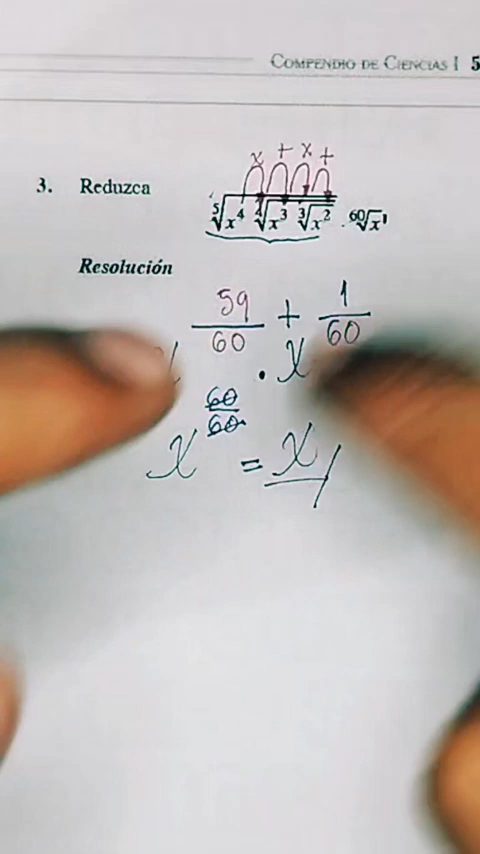 COMPENDIO DE CIENCIAS I 5
x + x +
3. Reduzca ⁵√x⁴ ⁴√x³ ³√x² · ⁶⁰√x¹
Resolución
59/60 + 1/60
· x
x^(60/60) = x